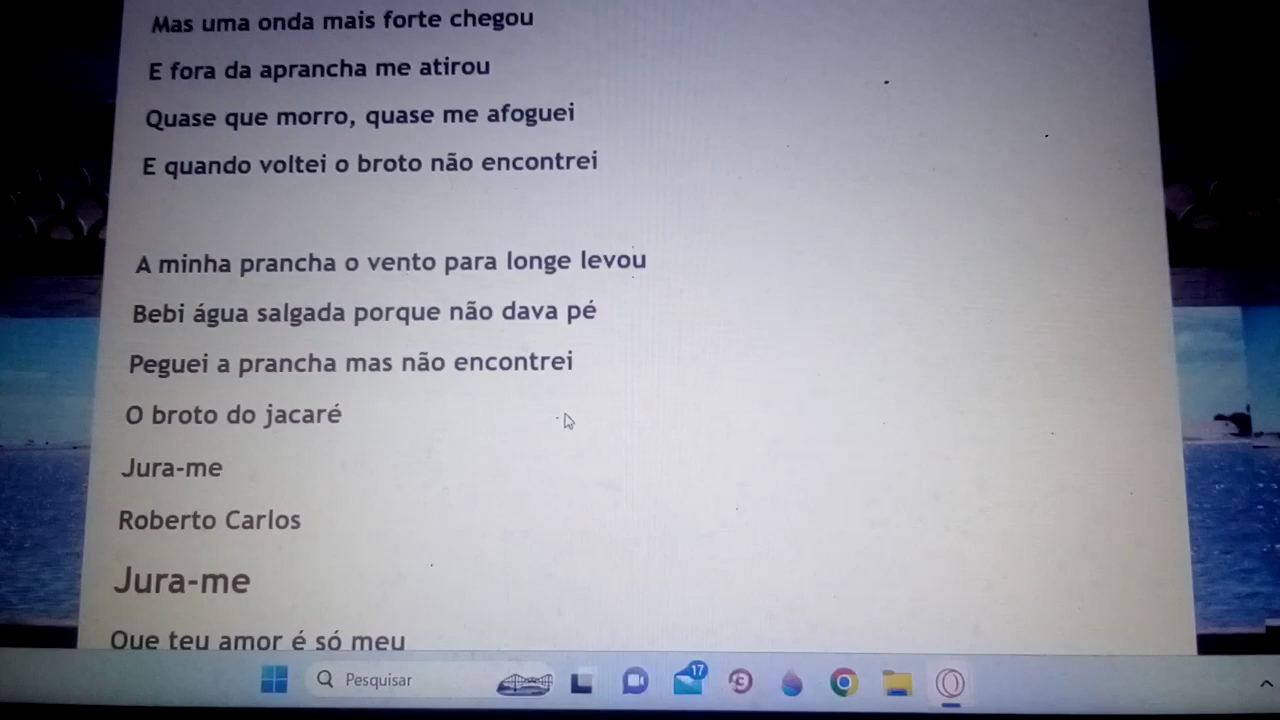 Mas uma onda mais forte chegou
E fora da aprancha me atirou
Quase que morro, quase me afoguei
E quando voltei o broto não encontrei
A minha prancha o vento para longe levou
Bebi água salgada porque não dava pé
Peguei a prancha mas não encontrei
O broto do jacaré
Jura-me
Roberto Carlos
Jura-me
Que teu amor é só meu
Pesquisar
17